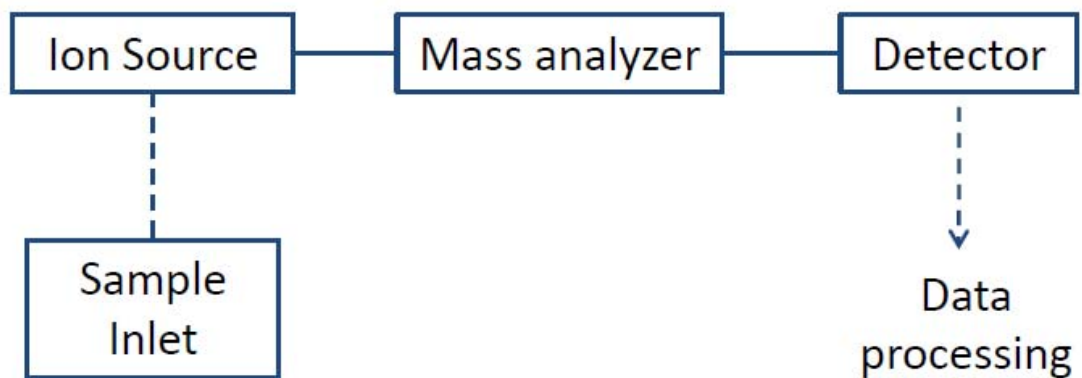 Ion Source
Mass analyzer
Detector
Sample
Inlet
Data
processing